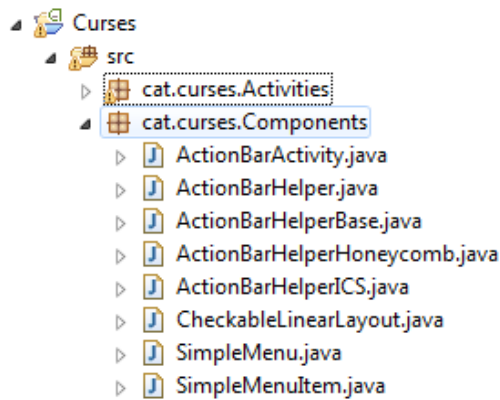 Curses
src
cat.curses.Activities
cat.curses.Components
ActionBarActivity.java
ActionBarHelper.java
ActionBarHelperBase.java
ActionBarHelperHoneycomb.java
ActionBarHelperICS.java
CheckableLinearLayout.java
SimpleMenu.java
SimpleMenuItem.java